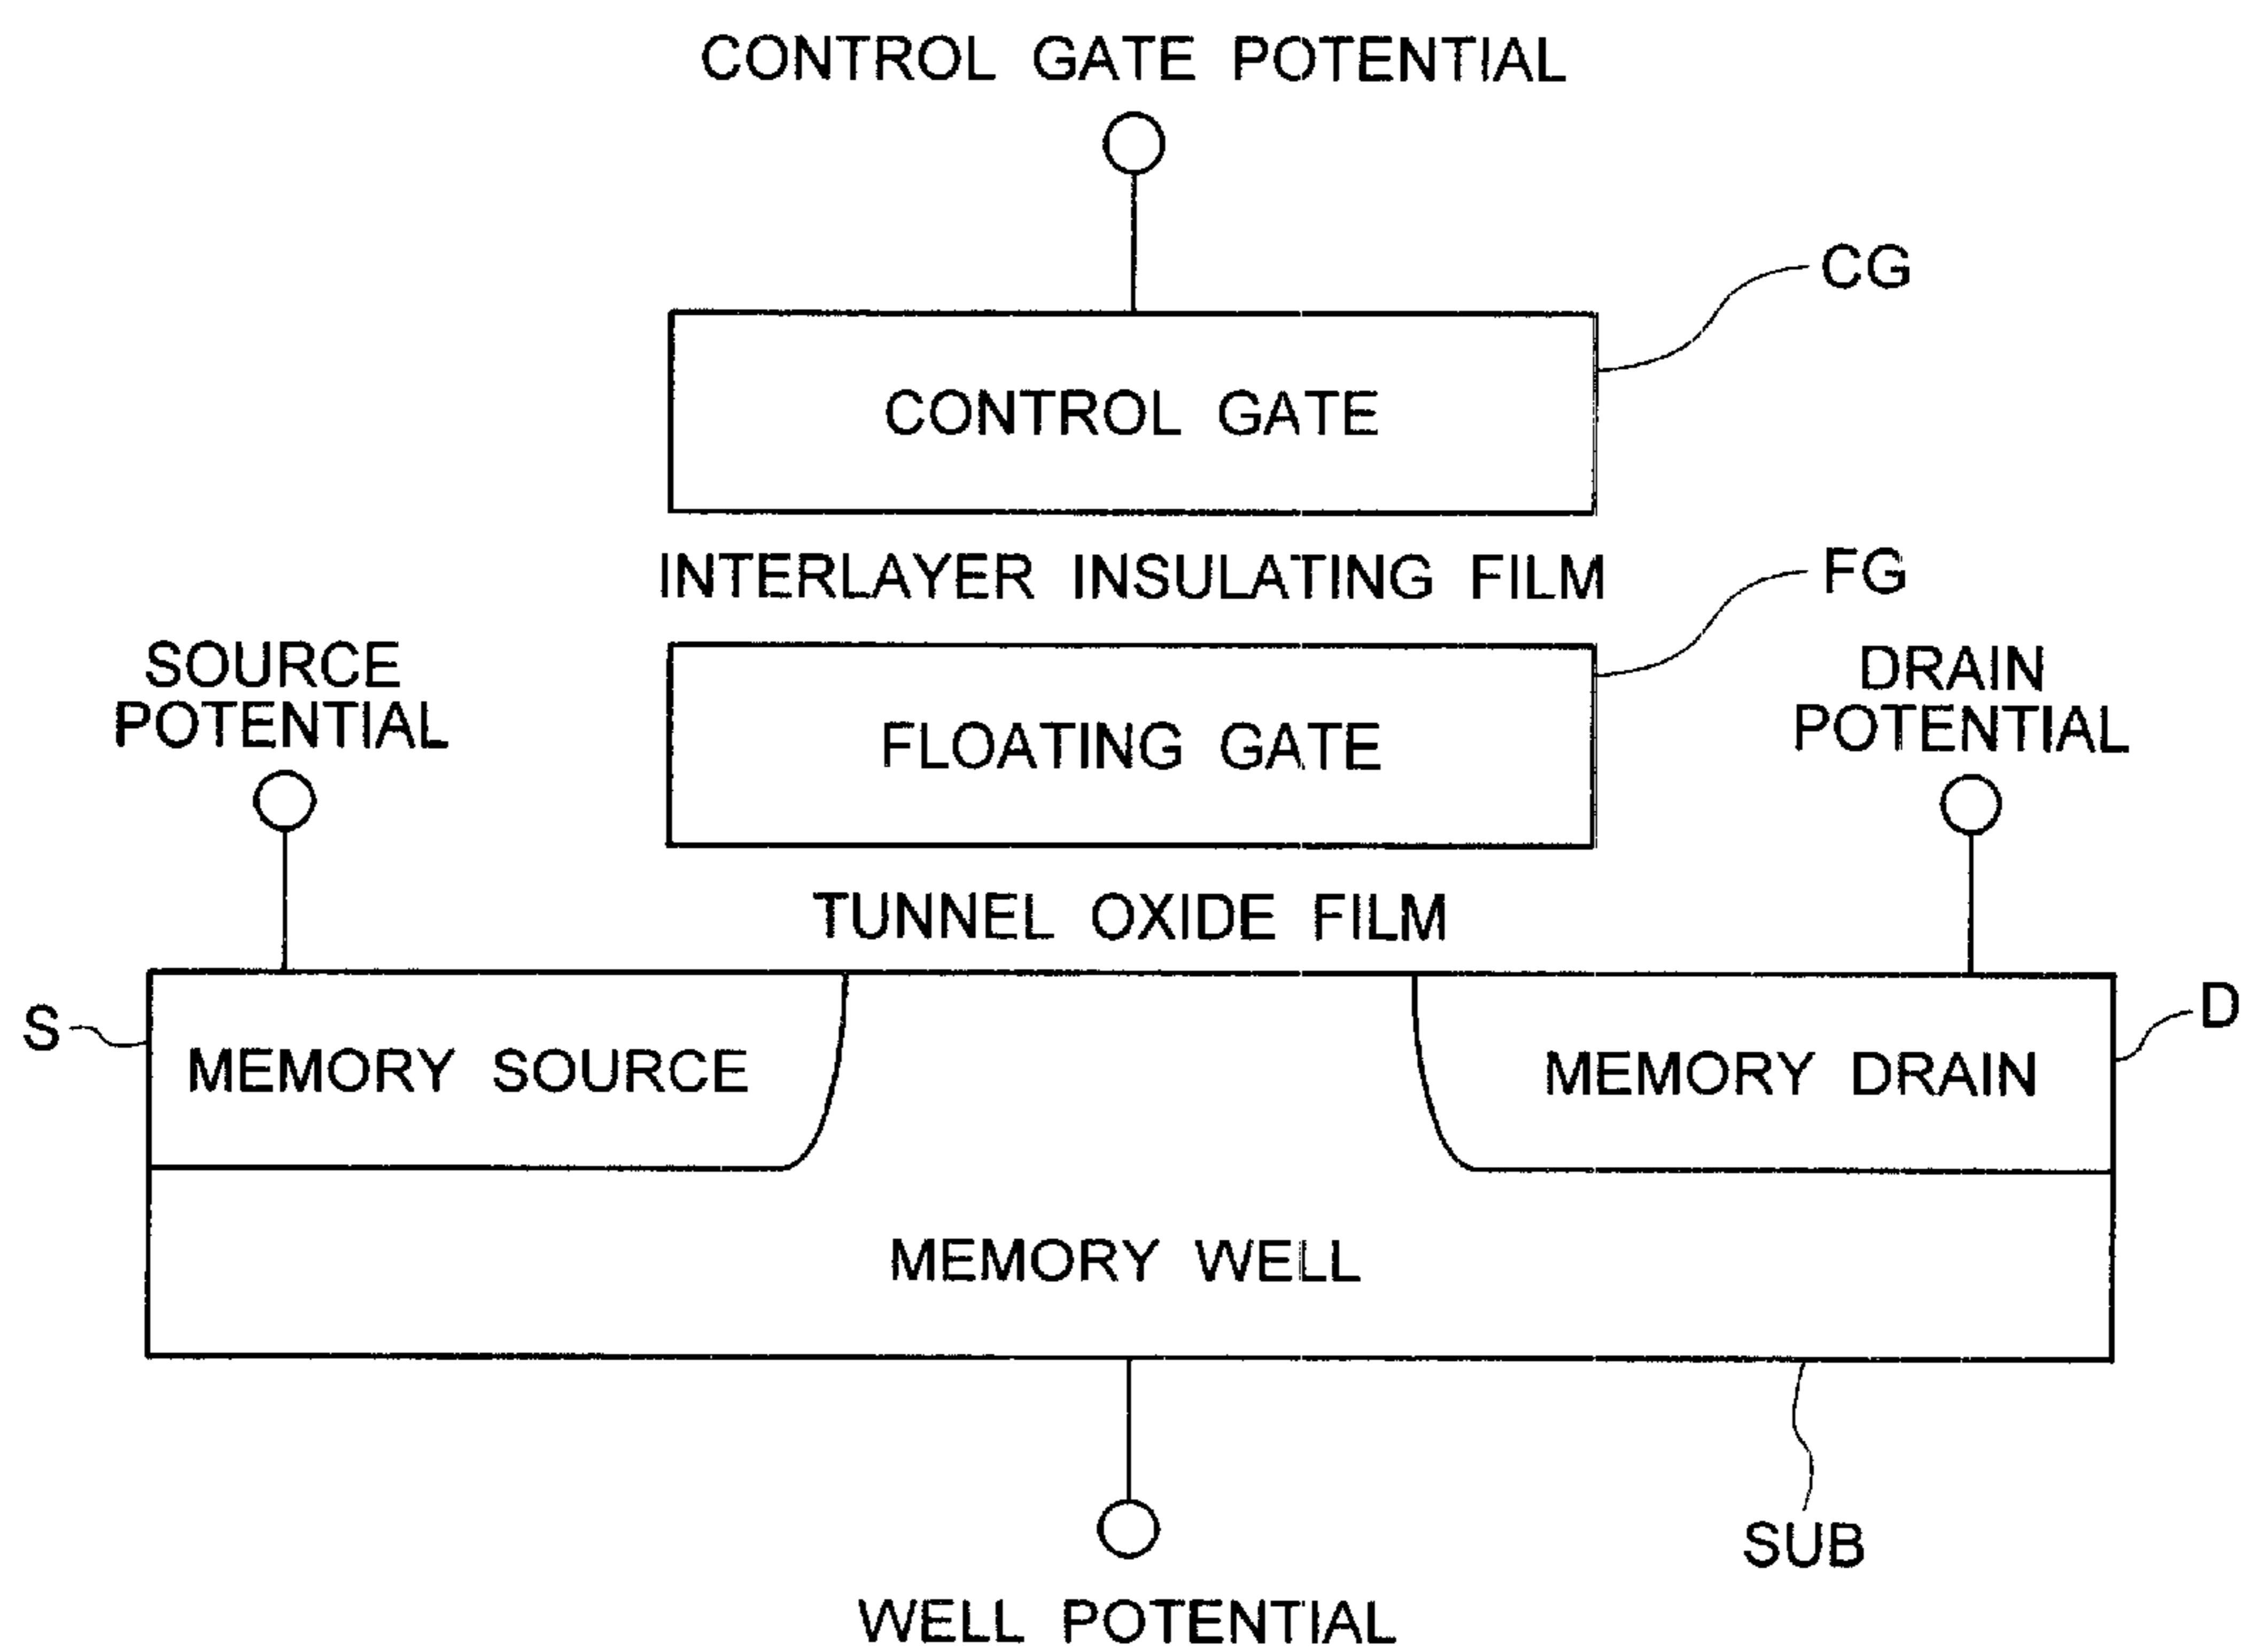 CONTROL GATE POTENTIAL
CG
CONTROL GATE
INTERLAYER INSULATING FILM
FG
SOURCE
POTENTIAL
FLOATING GATE
DRAIN
POTENTIAL
TUNNEL OXIDE FILM
S
MEMORY SOURCE
MEMORY DRAIN
D
MEMORY WELL
SUB
WELL POTENTIAL